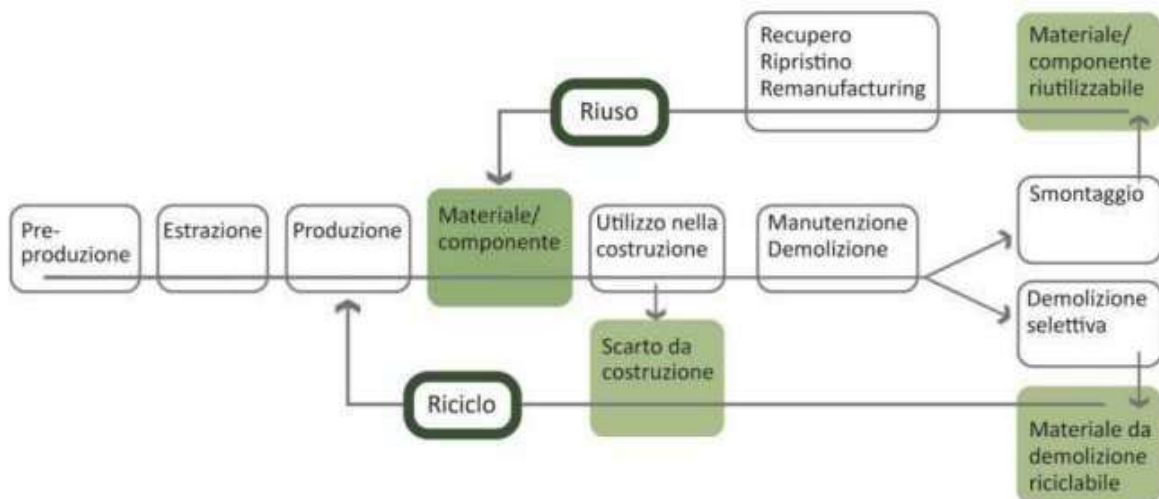 Recupero
Ripristino
Remanufacturing
Materiale/
componente
riutilizzabile
Riuso
Pre-
produzione
Estrazione
Produzione
Materiale/
componente
Utilizzo nella
costruzione
Manutenzione
Demolizione
Smontaggio
Demolizione
selettiva
Scarto da
costruzione
Riciclo
Materiale da
demolizione
riciclabile